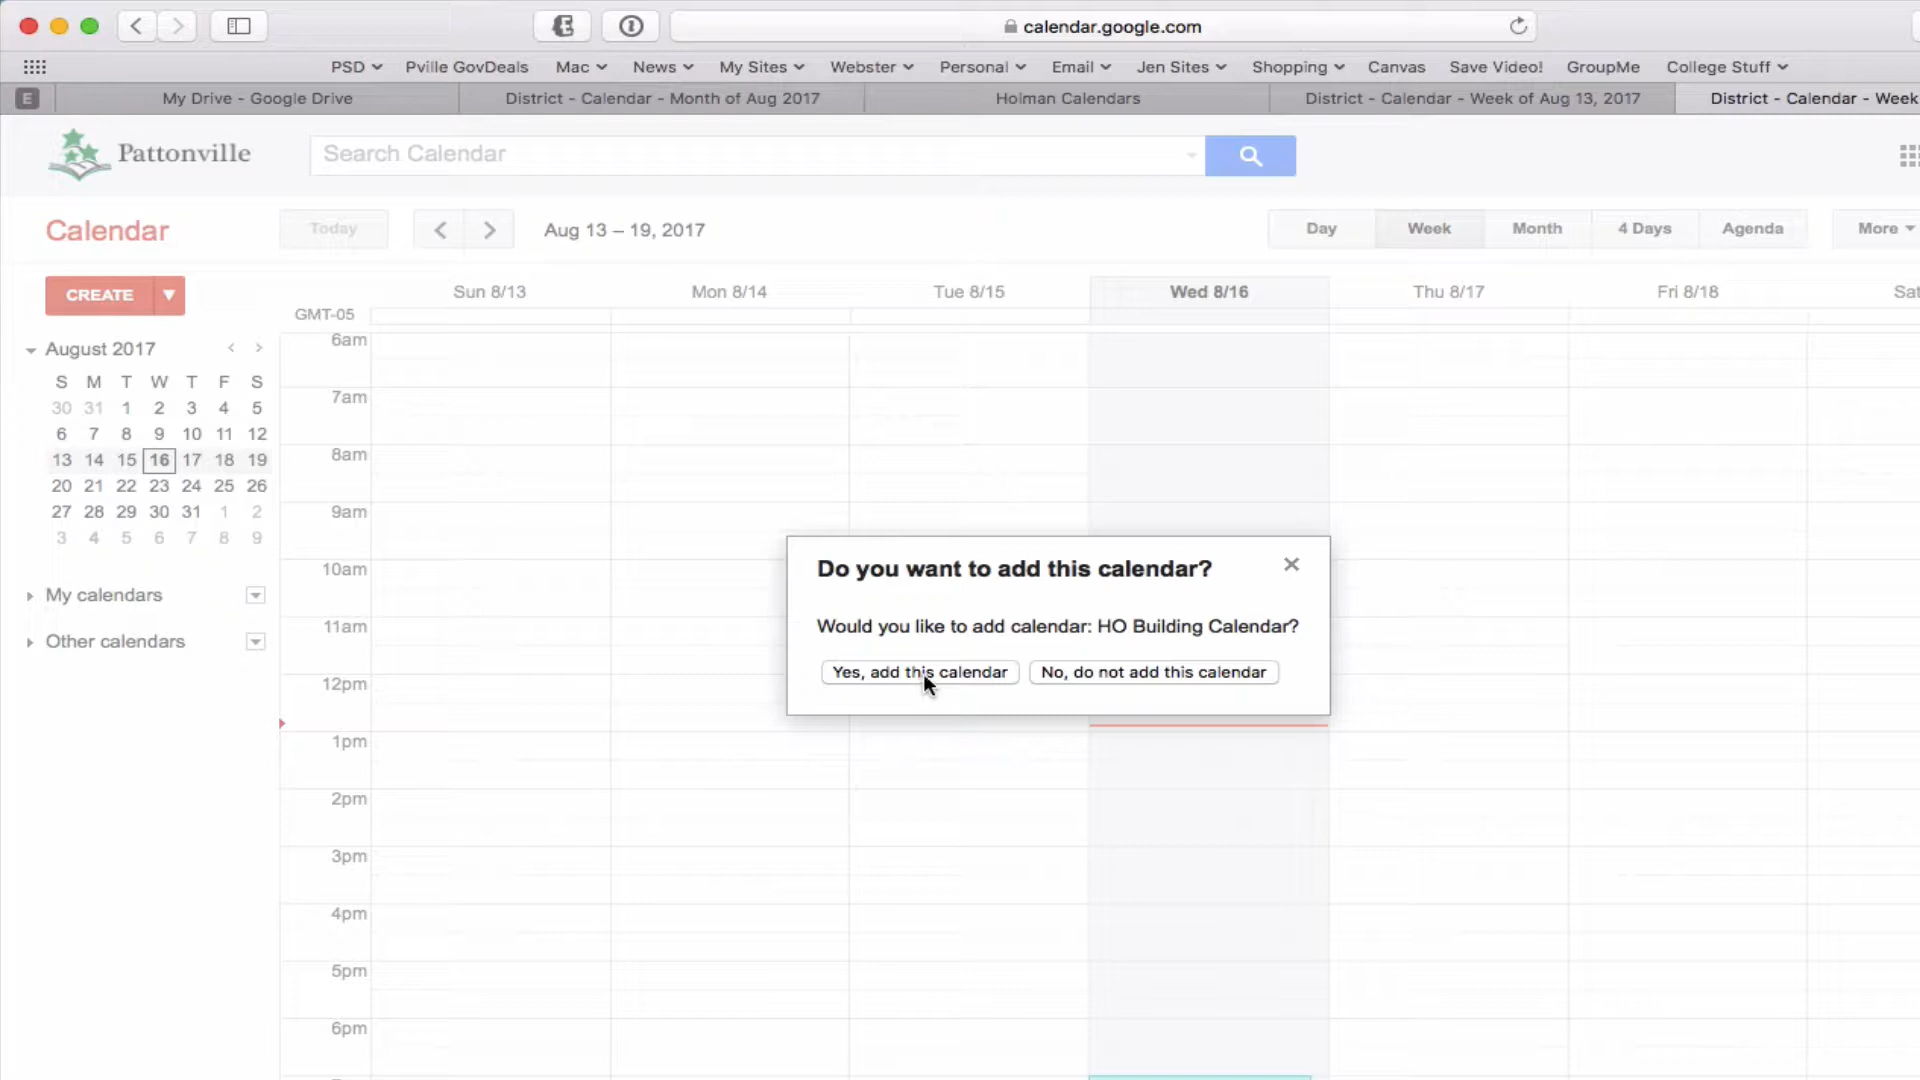 calendar.google.com
PSD Pville GovDeals Mac News My Sites Webster Personal Email Jen Sites Shopping Canvas Save Video! GroupMe College Stuff
E My Drive - Google Drive District - Calendar - Month of Aug 2017 Holman Calendars District - Calendar - Week of Aug 13, 2017 District - Calendar - Week
Pattonville Search Calendar
Calendar Today Aug 13 – 19, 2017 Day Week Month 4 Days Agenda More
CREATE
Sun 8/13 Mon 8/14 Tue 8/15 Wed 8/16 Thu 8/17 Fri 8/18 Sat
GMT-05
August 2017
S M T W T F S
30 31 1 2 3 4 5
6 7 8 9 10 11 12
13 14 15 16 17 18 19
20 21 22 23 24 25 26
27 28 29 30 31 1 2
3 4 5 6 7 8 9
My calendars
Other calendars
6am
7am
8am
9am
10am
11am
12pm
1pm
2pm
3pm
4pm
5pm
6pm
Do you want to add this calendar?
Would you like to add calendar: HO Building Calendar?
Yes, add this calendar No, do not add this calendar